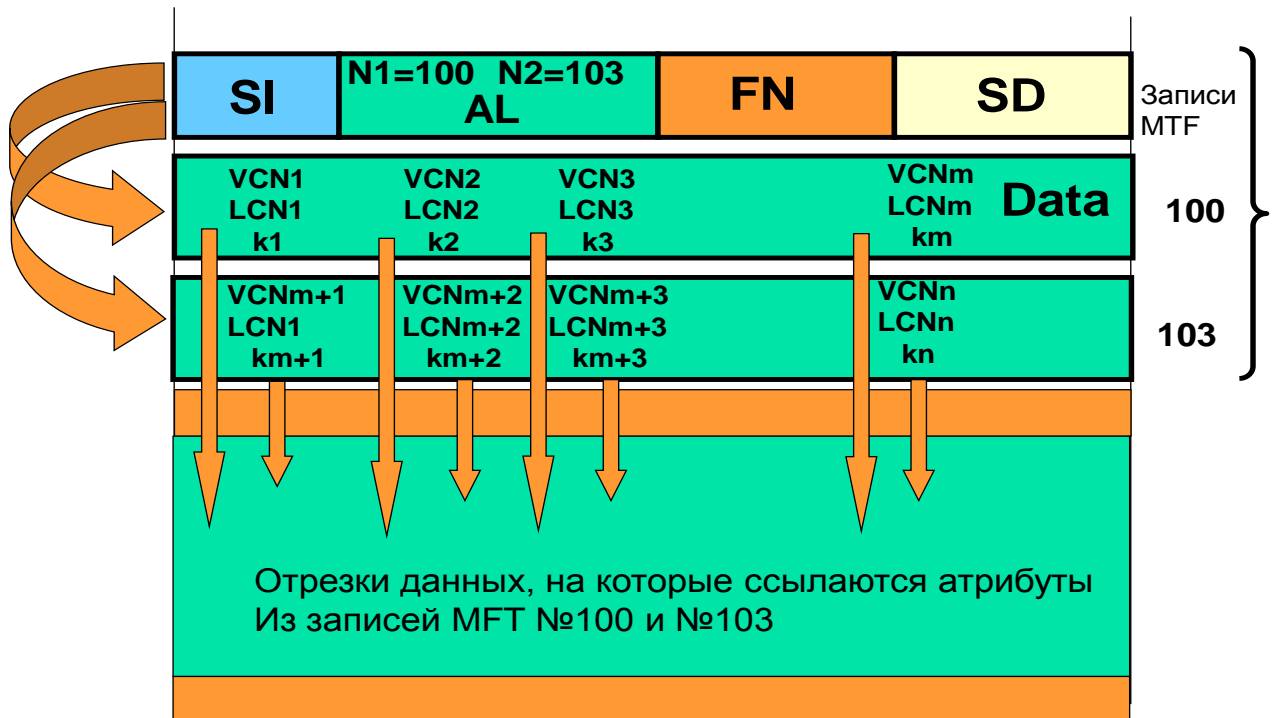 SI
N1=100 N2=103
AL
FN
SD
Записи
MTF
VCN1 VCN2 VCN3 VCNm
LCN1 LCN2 LCN3 LCNm
k1 k2 k3 km
Data
100
VCNm+1 VCNm+2 VCNm+3 VCNn
LCN1 LCNm+2 LCNm+3 LCNn
km+1 km+2 km+3 kn
103
Отрезки данных, на которые ссылаются атрибуты
Из записей MFT №100 и №103